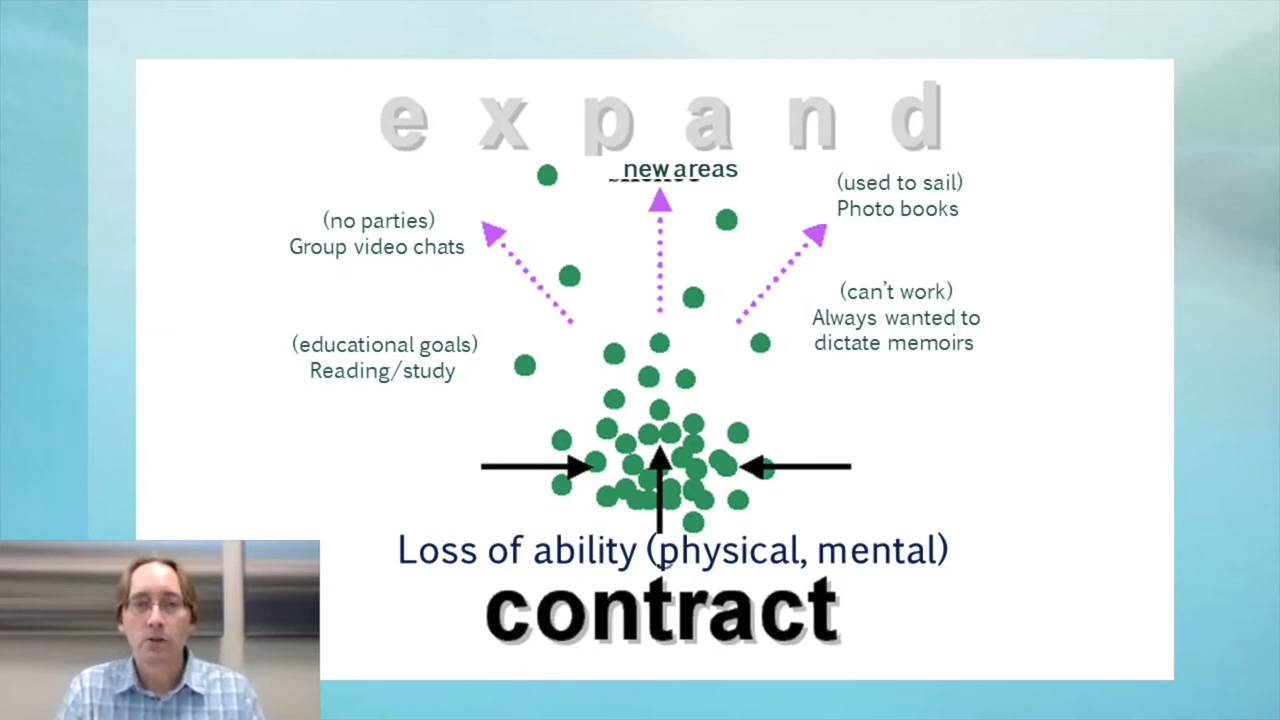 e x p a n d
new areas
(used to sail)
Photo books
(no parties)
Group video chats
(can't work)
Always wanted to
dictate memoirs
(educational goals)
Reading/study
Loss of ability (physical, mental)
contract